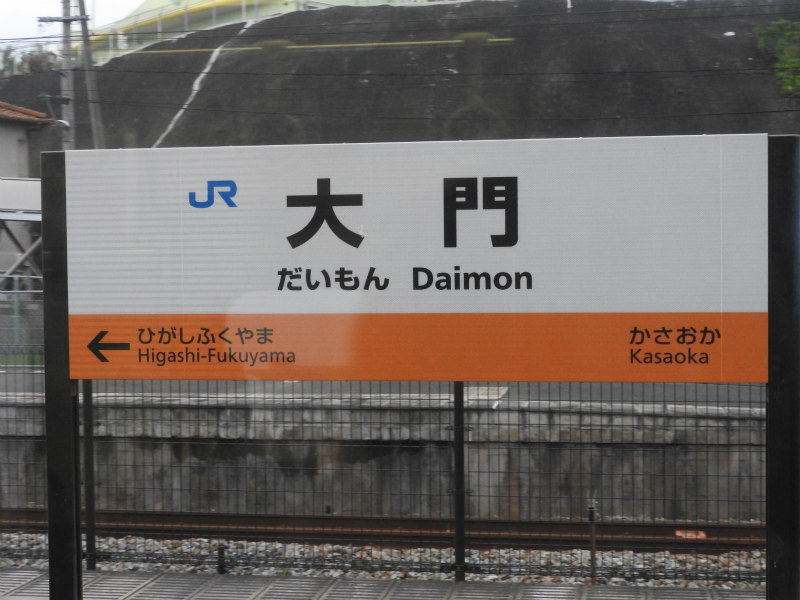 JR 大門
だいもん Daimon
← ひがしふくやま かさおか
Higashi-Fukuyama Kasaoka